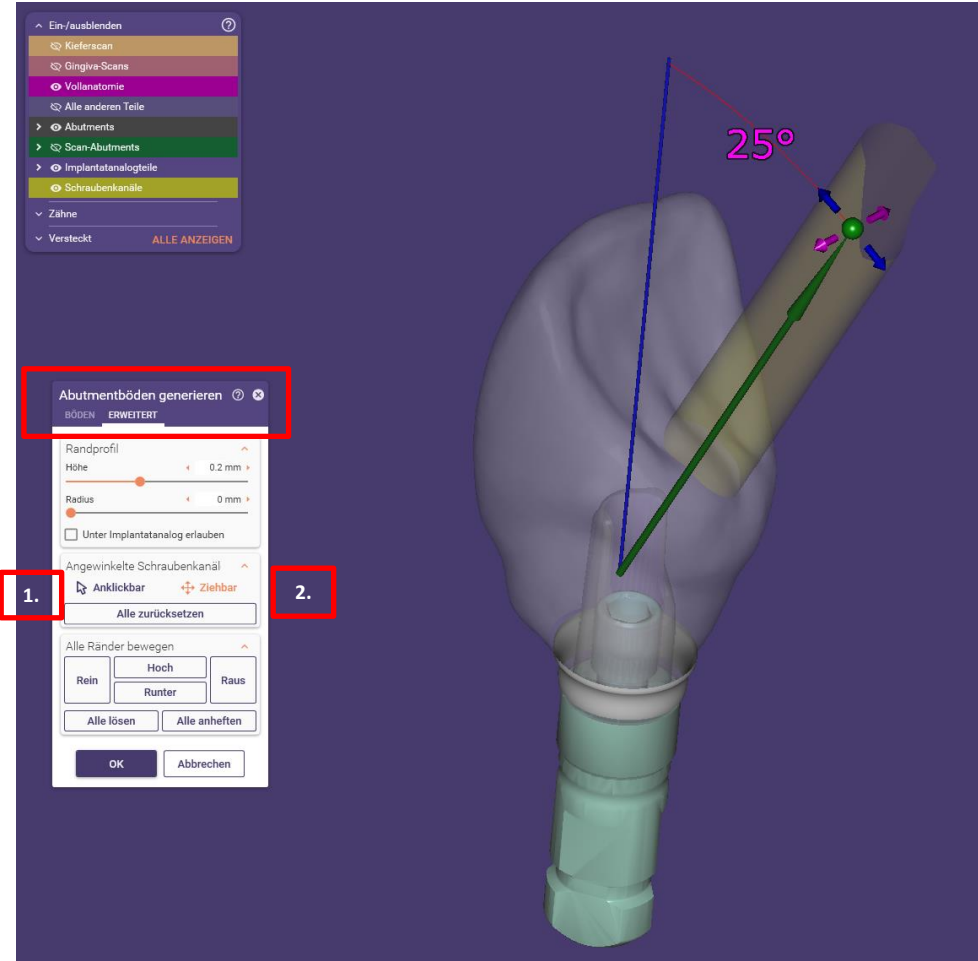 Ein-/ausblenden
Kieferscan
Gingiva-Scans
Vollanatomie
Alle anderen Teile
Abutments
Scan-Abutments
Implantatanalogteile
Schraubenkanäle
Zähne
Versteckt ALLE ANZEIGEN
25°
Abutmentböden generieren
BÖDEN ERWEITERT
Randprofil
Höhe 0.2 mm
Radius 0 mm
Unter Implantatanalog erlauben
Angewinkelte Schraubenkanäl
1. Anklickbar Ziehbar 2.
Alle zurücksetzen
Alle Ränder bewegen
Rein Hoch Raus
Runter
Alle lösen Alle anheften
OK Abbrechen